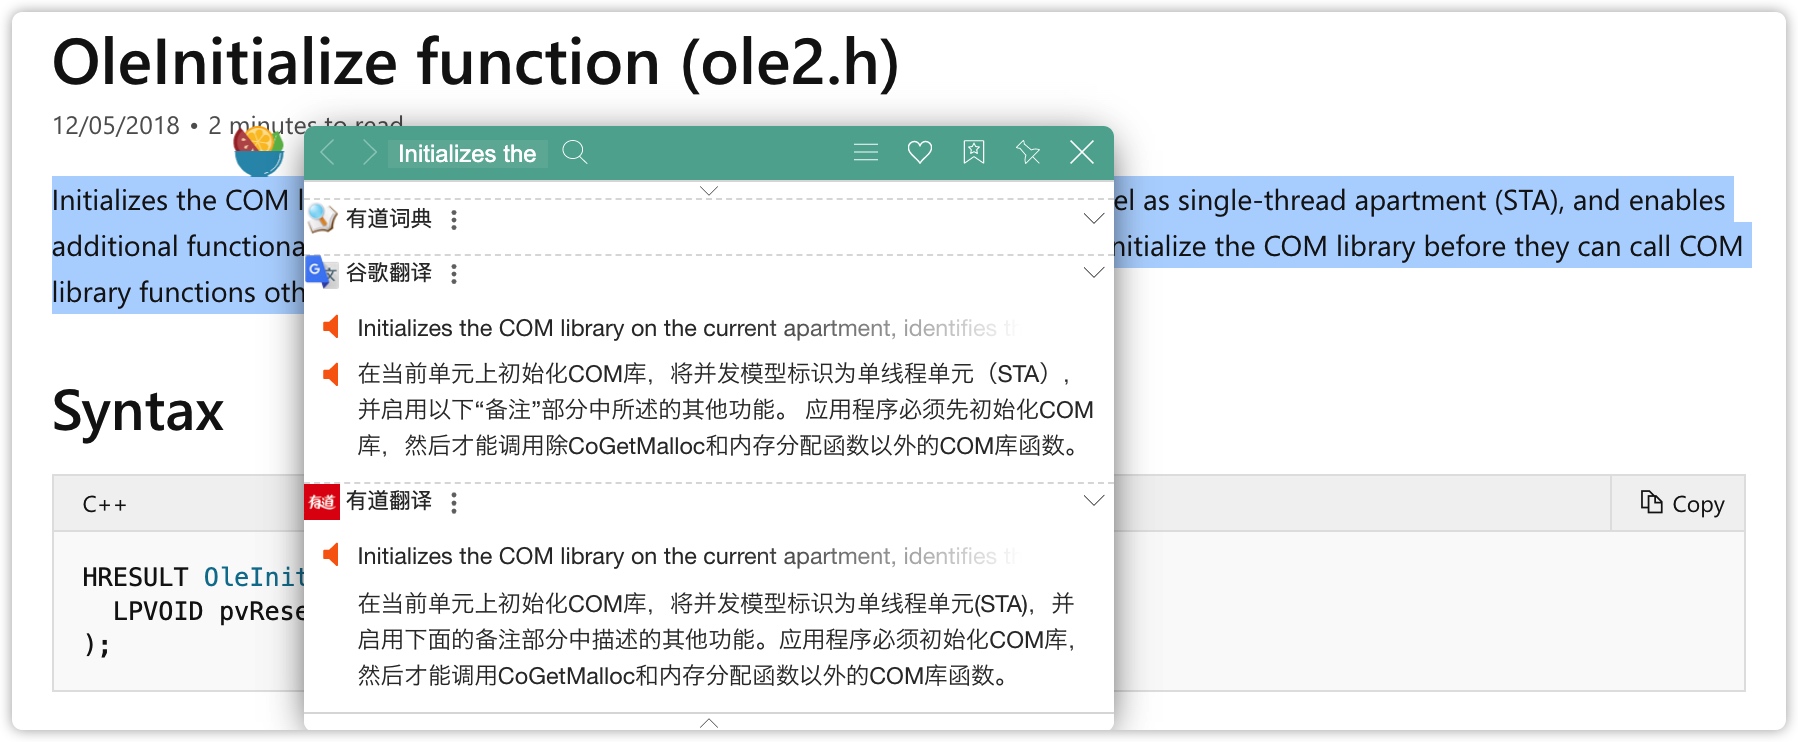 OleInitialize function (ole2.h)
12/05/2018 • 2 minutes to read
Initializes the
Initializes the COM l
el as single-thread apartment (STA), and enables
additional functiona
nitialize the COM library before they can call COM
library functions oth
有道词典
谷歌翻译
Initializes the COM library on the current apartment, identifies th
在当前单元上初始化COM库，将并发模型标识为单线程单元（STA），
并启用以下“备注”部分中所述的其他功能。 应用程序必须先初始化COM
库，然后才能调用除CoGetMalloc和内存分配函数以外的COM库函数。
有道
有道翻译
Initializes the COM library on the current apartment, identifies th
在当前单元上初始化COM库，将并发模型标识为单线程单元(STA)，并
启用下面的备注部分中描述的其他功能。应用程序必须初始化COM库，
然后才能调用CoGetMalloc和内存分配函数以外的COM库函数。
Syntax
C++
Copy
HRESULT OleInit
LPVOID pvRese
);